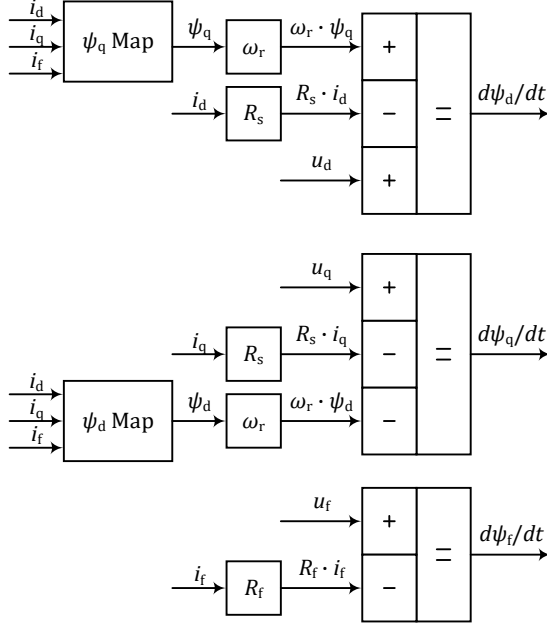 i_d
i_q
i_f
ψ_q Map
ψ_q
ω_r
ω_r · ψ_q
+
i_d
R_s
R_s · i_d
−
=
dψ_d/dt
u_d
+
u_q
+
i_q
R_s
R_s · i_q
−
=
dψ_q/dt
i_d
i_q
i_f
ψ_d Map
ψ_d
ω_r
ω_r · ψ_d
−
u_f
+
=
dψ_f/dt
i_f
R_f
R_f · i_f
−